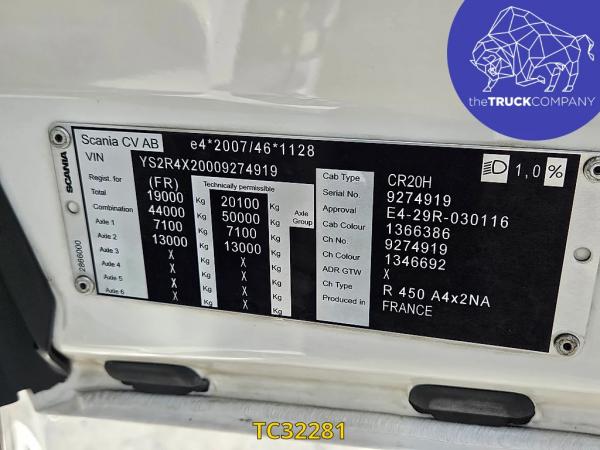 theTRUCKCOMPANY
Scania CV AB e4*2007/46*1128
VIN YS2R4X20009274919
SCANIA
2866000
Regist. for (FR) Technically permissible
Total 19000 Kg 20100 Kg
Combination 44000 Kg 50000 Kg Axle Group
Axle 1 7100 Kg 7100 Kg
Axle 2 13000 Kg 13000 Kg
Axle 3 X Kg X Kg
Axle 4 X Kg X Kg
Axle 5 X Kg X Kg
Axle 6 X Kg X Kg
1,0 %
Cab Type CR20H
Serial No. 9274919
Approval E4-29R-030116
Cab Colour 1366386
Ch No. 9274919
Ch Colour 1346692
ADR GTW X
Ch Type R 450 A4x2NA
Produced in FRANCE
TC32281